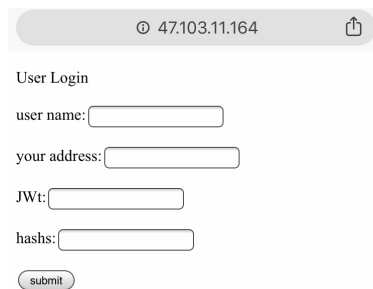 47.103.11.164
User Login
user name:
your address:
JWt:
hashs:
submit